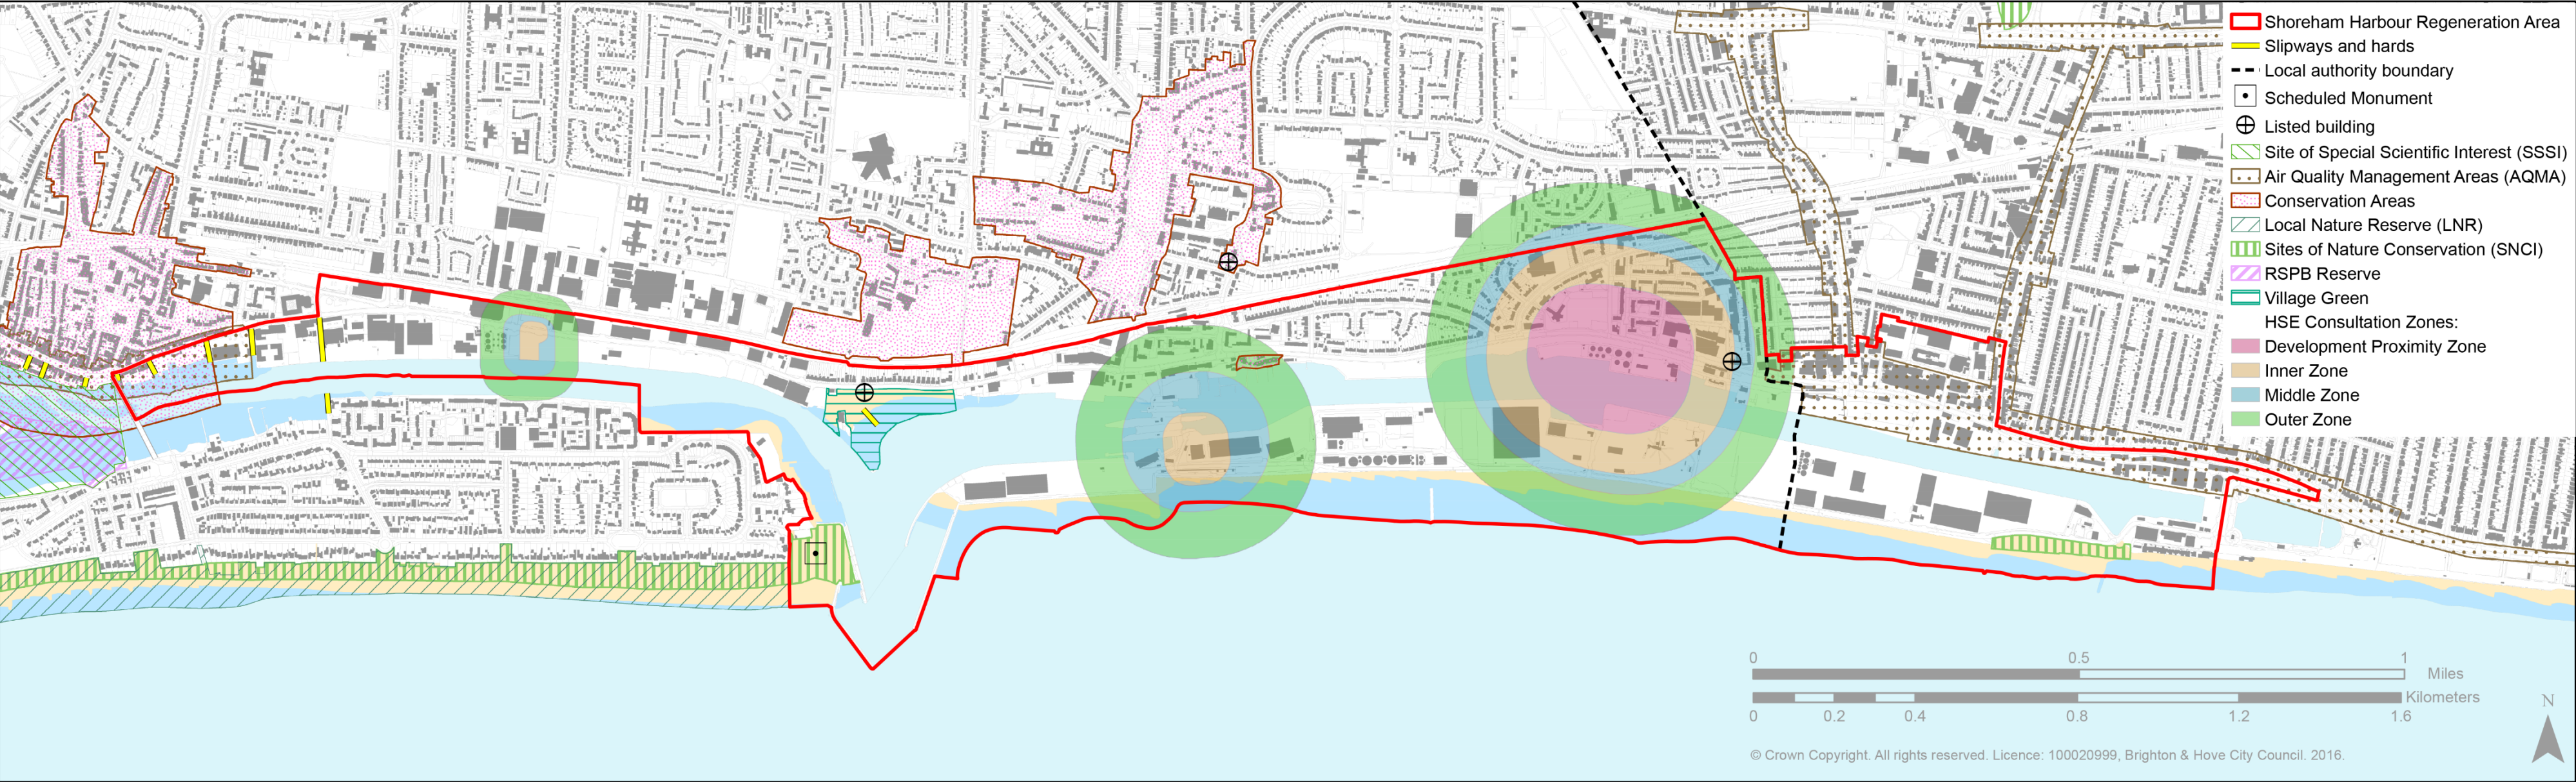 Shoreham Harbour Regeneration Area
Slipways and hards
Local authority boundary
Scheduled Monument
Listed building
Site of Special Scientific Interest (SSSI)
Air Quality Management Areas (AQMA)
Conservation Areas
Local Nature Reserve (LNR)
Sites of Nature Conservation (SNCI)
RSPB Reserve
Village Green
HSE Consultation Zones:
Development Proximity Zone
Inner Zone
Middle Zone
Outer Zone
0 0.5 1
Miles
Kilometers
0 0.2 0.4 0.8 1.2 1.6
N
© Crown Copyright. All rights reserved. Licence: 100020999, Brighton & Hove City Council. 2016.